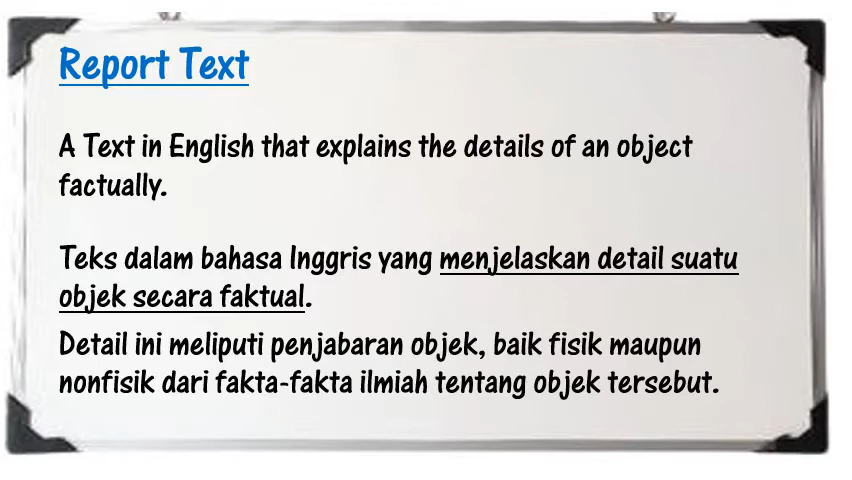 Report Text
A Text in English that explains the details of an object
factually.
Teks dalam bahasa Inggris yang menjelaskan detail suatu
objek secara faktual.
Detail ini meliputi penjabaran objek, baik fisik maupun
nonfisik dari fakta-fakta ilmiah tentang objek tersebut.